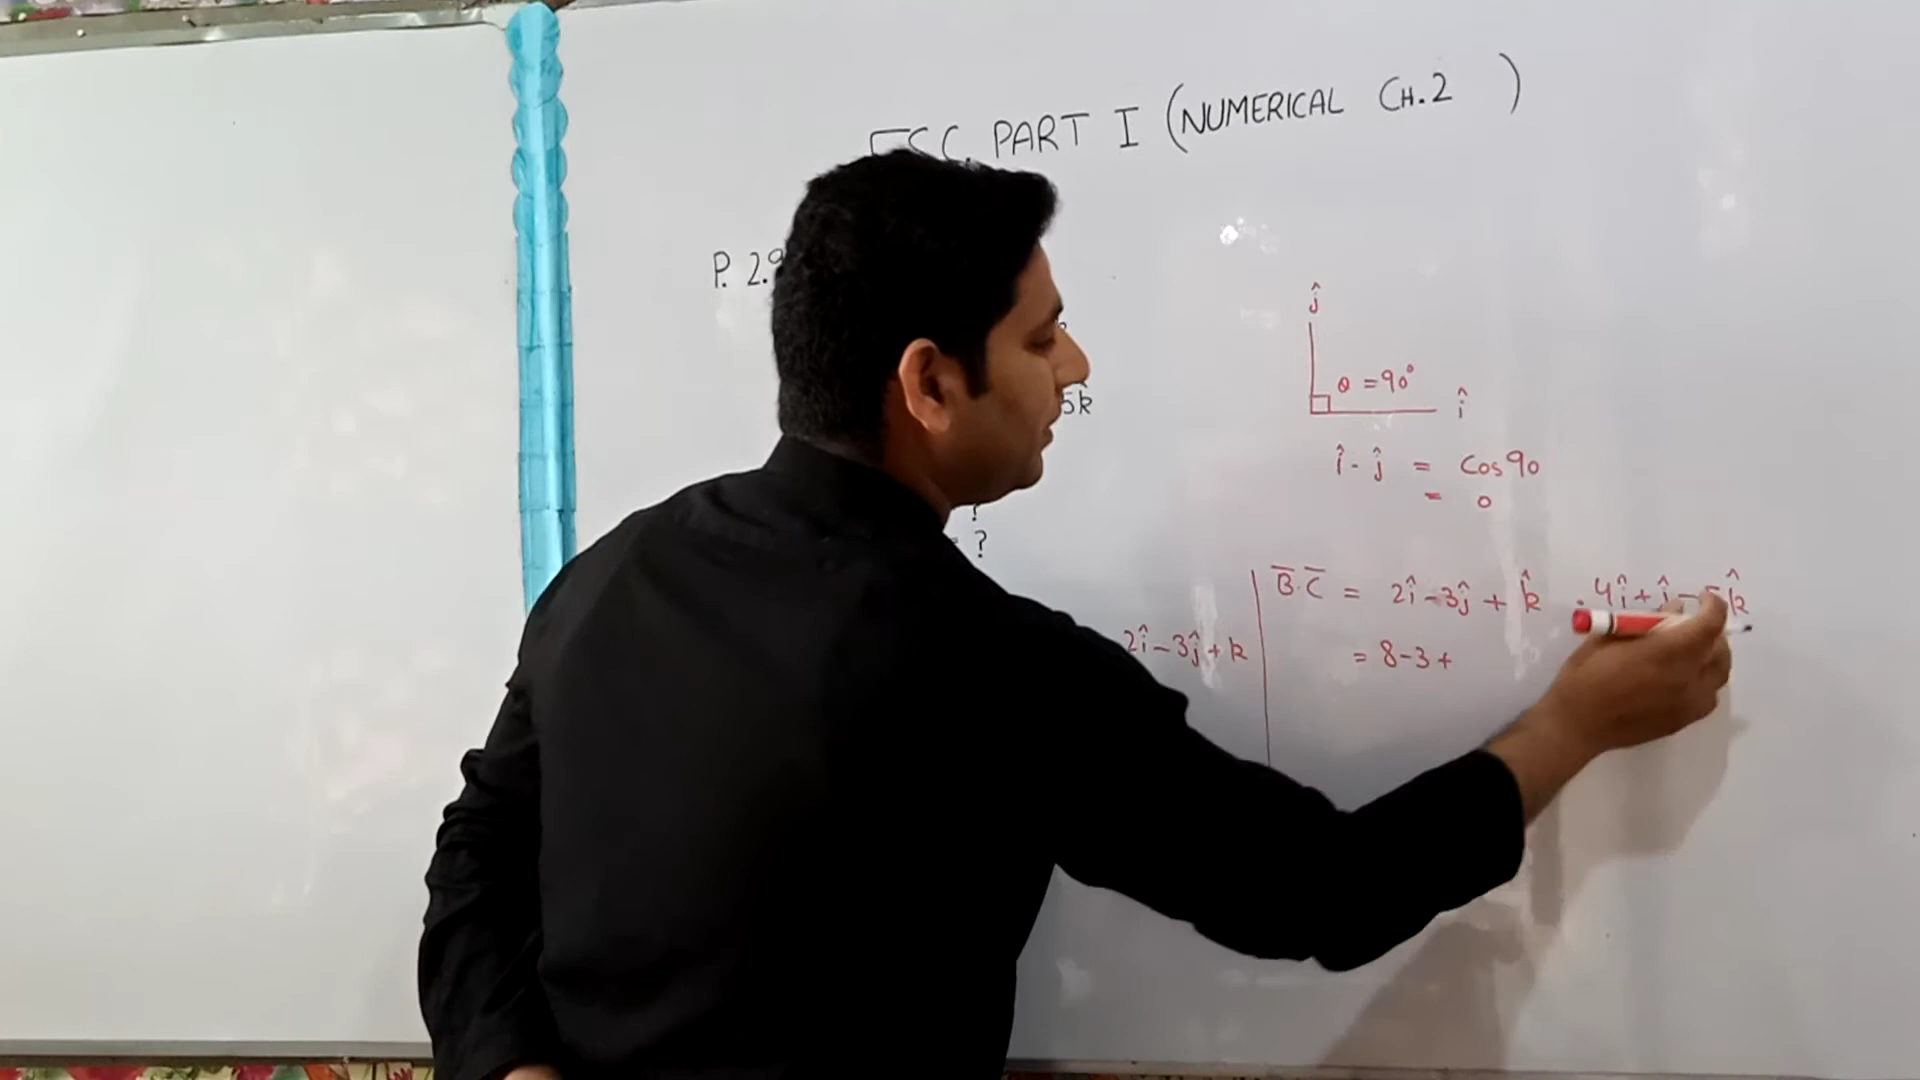 FSC. PART I (NUMERICAL CH.2 )
P. 2.9
ĵ
θ = 90°
î
5k̂
î - ĵ = Cos 90
= 0
?
= ?
B̅.C̅ = 2î - 3ĵ + k̂ . 4î + ĵ - 5k̂
2î - 3ĵ + k
= 8 - 3 +